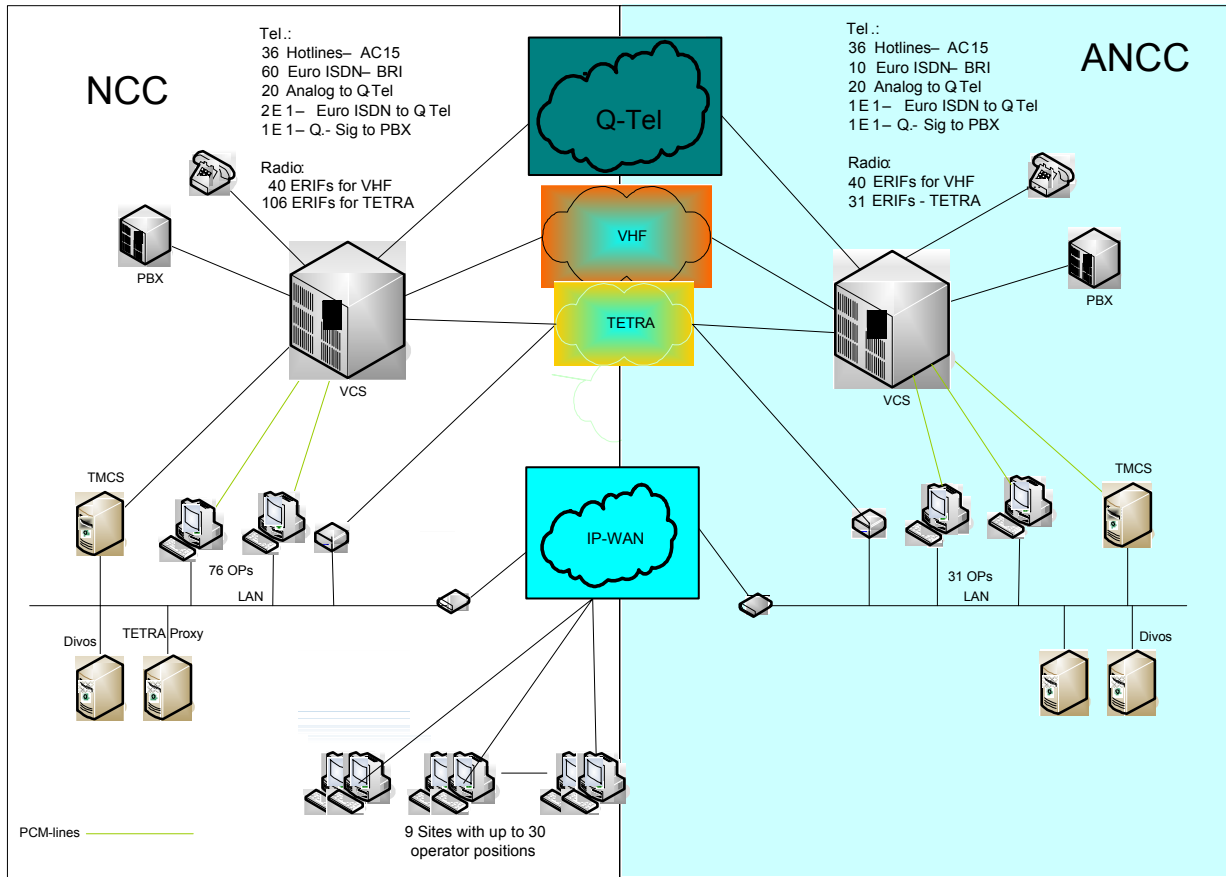 NCC
Tel.:
36 Hotlines– AC15
60 Euro ISDN– BRI
20 Analog to Q Tel
2 E 1– Euro ISDN to Q Tel
1 E 1– Q.- Sig to PBX
Radio:
40 ERIFs for VHF
106 ERIFs for TETRA
PBX
VCS
Q-Tel
VHF
TETRA
IP-WAN
ANCC
Tel.:
36 Hotlines– AC15
10 Euro ISDN– BRI
20 Analog to Q Tel
1 E 1– Euro ISDN to Q Tel
1 E 1– Q.- Sig to PBX
Radio:
40 ERIFs for VHF
31 ERIFs - TETRA
PBX
VCS
TMCS
76 OPs
LAN
Divos
TETRA Proxy
TMCS
31 OPs
LAN
Divos
9 Sites with up to 30
operator positions
PCM-lines